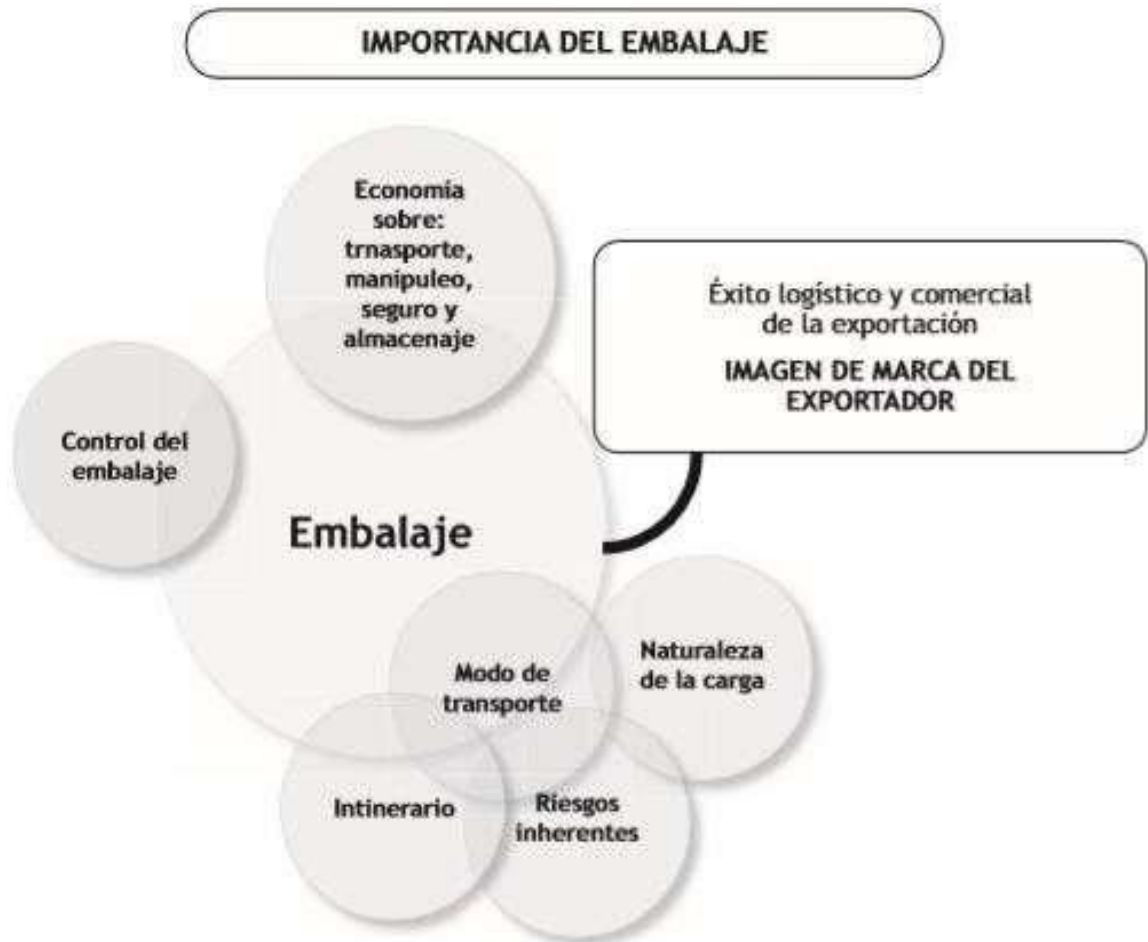 IMPORTANCIA DEL EMBALAJE
Economía
sobre:
trnasporte,
manipuleo,
seguro y
almacenaje
Éxito logístico y comercial
de la exportación
IMAGEN DE MARCA DEL
EXPORTADOR
Control del
embalaje
Embalaje
Naturaleza
de la carga
Modo de
transporte
Intinerario
Riesgos
inherentes